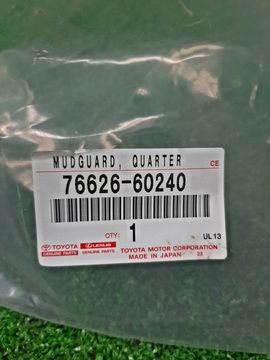 MUDGUARD, QUARTER CE
76626-60240
QTY: 1 UL 13
TOYOTA LEXUS TOYOTA MOTOR CORPORATION
GENUINE PARTS GENUINE PARTS MADE IN JAPAN 23